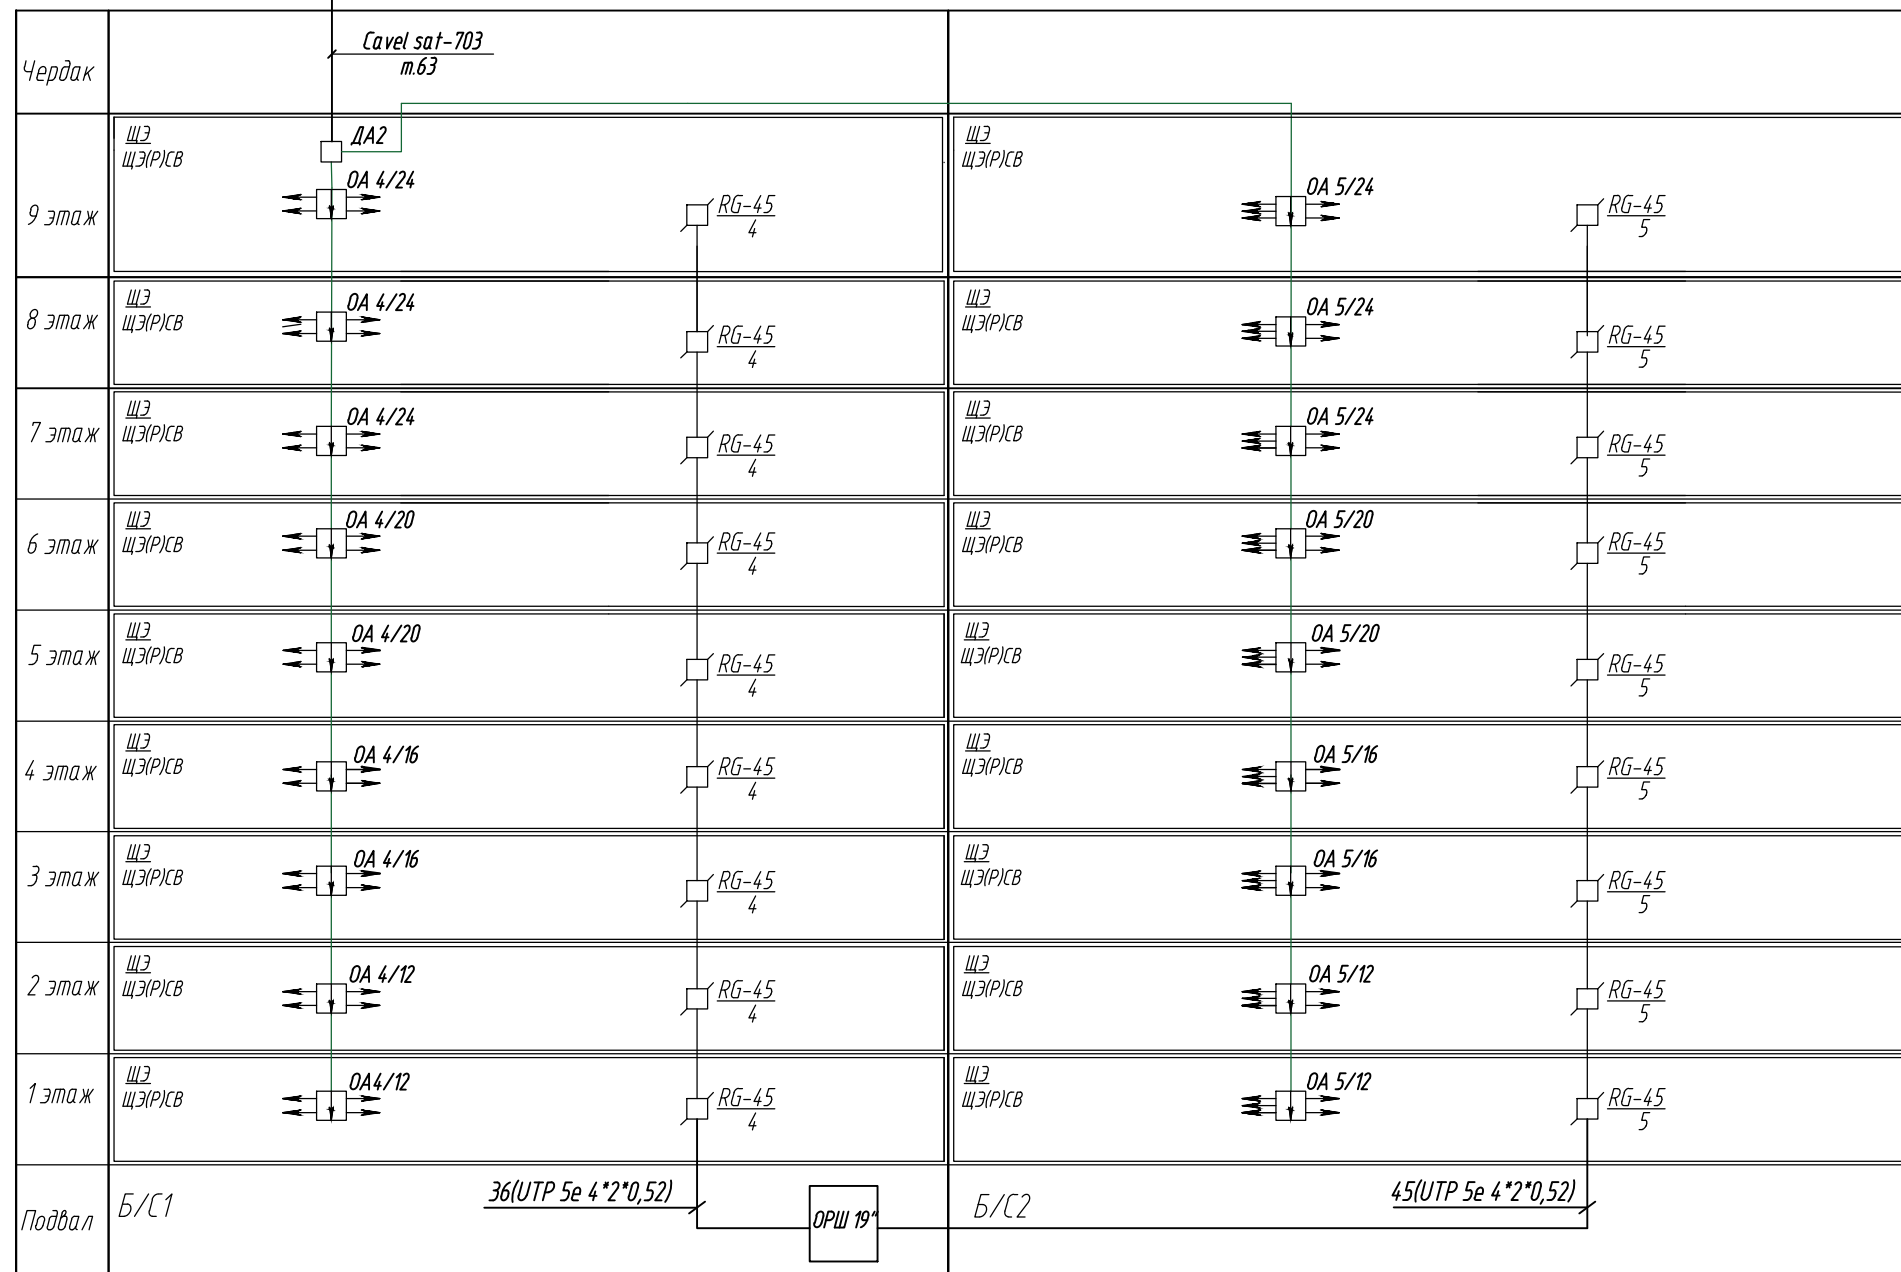 Чердак
Cavel sat-703
т.63
9 этаж
ЩЭ
ЩЭ(Р)СВ
ДА2
ОА 4/24
RG-45
4
ЩЭ
ЩЭ(Р)СВ
ОА 5/24
RG-45
5
8 этаж
ЩЭ
ЩЭ(Р)СВ
ОА 4/24
RG-45
4
ЩЭ
ЩЭ(Р)СВ
ОА 5/24
RG-45
5
7 этаж
ЩЭ
ЩЭ(Р)СВ
ОА 4/24
RG-45
4
ЩЭ
ЩЭ(Р)СВ
ОА 5/24
RG-45
5
6 этаж
ЩЭ
ЩЭ(Р)СВ
ОА 4/20
RG-45
4
ЩЭ
ЩЭ(Р)СВ
ОА 5/20
RG-45
5
5 этаж
ЩЭ
ЩЭ(Р)СВ
ОА 4/20
RG-45
4
ЩЭ
ЩЭ(Р)СВ
ОА 5/20
RG-45
5
4 этаж
ЩЭ
ЩЭ(Р)СВ
ОА 4/16
RG-45
4
ЩЭ
ЩЭ(Р)СВ
ОА 5/16
RG-45
5
3 этаж
ЩЭ
ЩЭ(Р)СВ
ОА 4/16
RG-45
4
ЩЭ
ЩЭ(Р)СВ
ОА 5/16
RG-45
5
2 этаж
ЩЭ
ЩЭ(Р)СВ
ОА 4/12
RG-45
4
ЩЭ
ЩЭ(Р)СВ
ОА 5/12
RG-45
5
1 этаж
ЩЭ
ЩЭ(Р)СВ
ОА4/12
RG-45
4
ЩЭ
ЩЭ(Р)СВ
ОА 5/12
RG-45
5
Подвал
Б/С1
36(UTP 5e 4*2*0,52)
ОРШ 19"
Б/С2
45(UTP 5e 4*2*0,52)